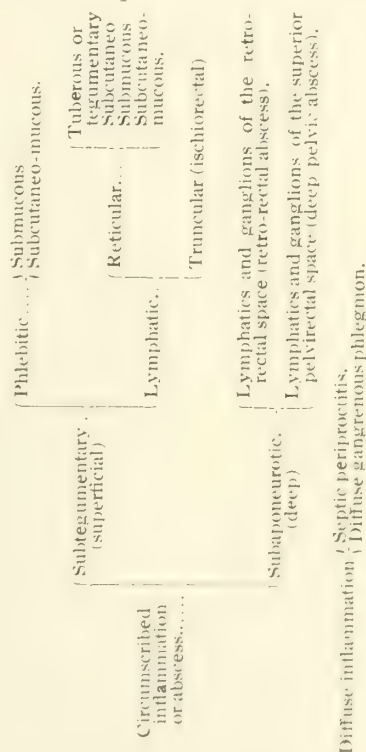 Circumscribed
inflammation
or abscess......
Subtegumentary.
(superficial)
Phlebitic.....
Submucous
Subcutaneo-mucous.
Lymphatic..
Reticular...
Tuberous or
tegumentary
Subcutaneo
Submucous
Subcutaneo-
mucous.
Truncular (ischiorectal)
Subaponeurotic.
(deep)
Lymphatics and ganglions of the retro-
rectal space (retro-rectal abscess).
Lymphatics and ganglions of the superior
pelvirectal space (deep pelvic abscess).
Diffuse inflammation
Septic periproctitis.
Diffuse gangrenous phlegmon.